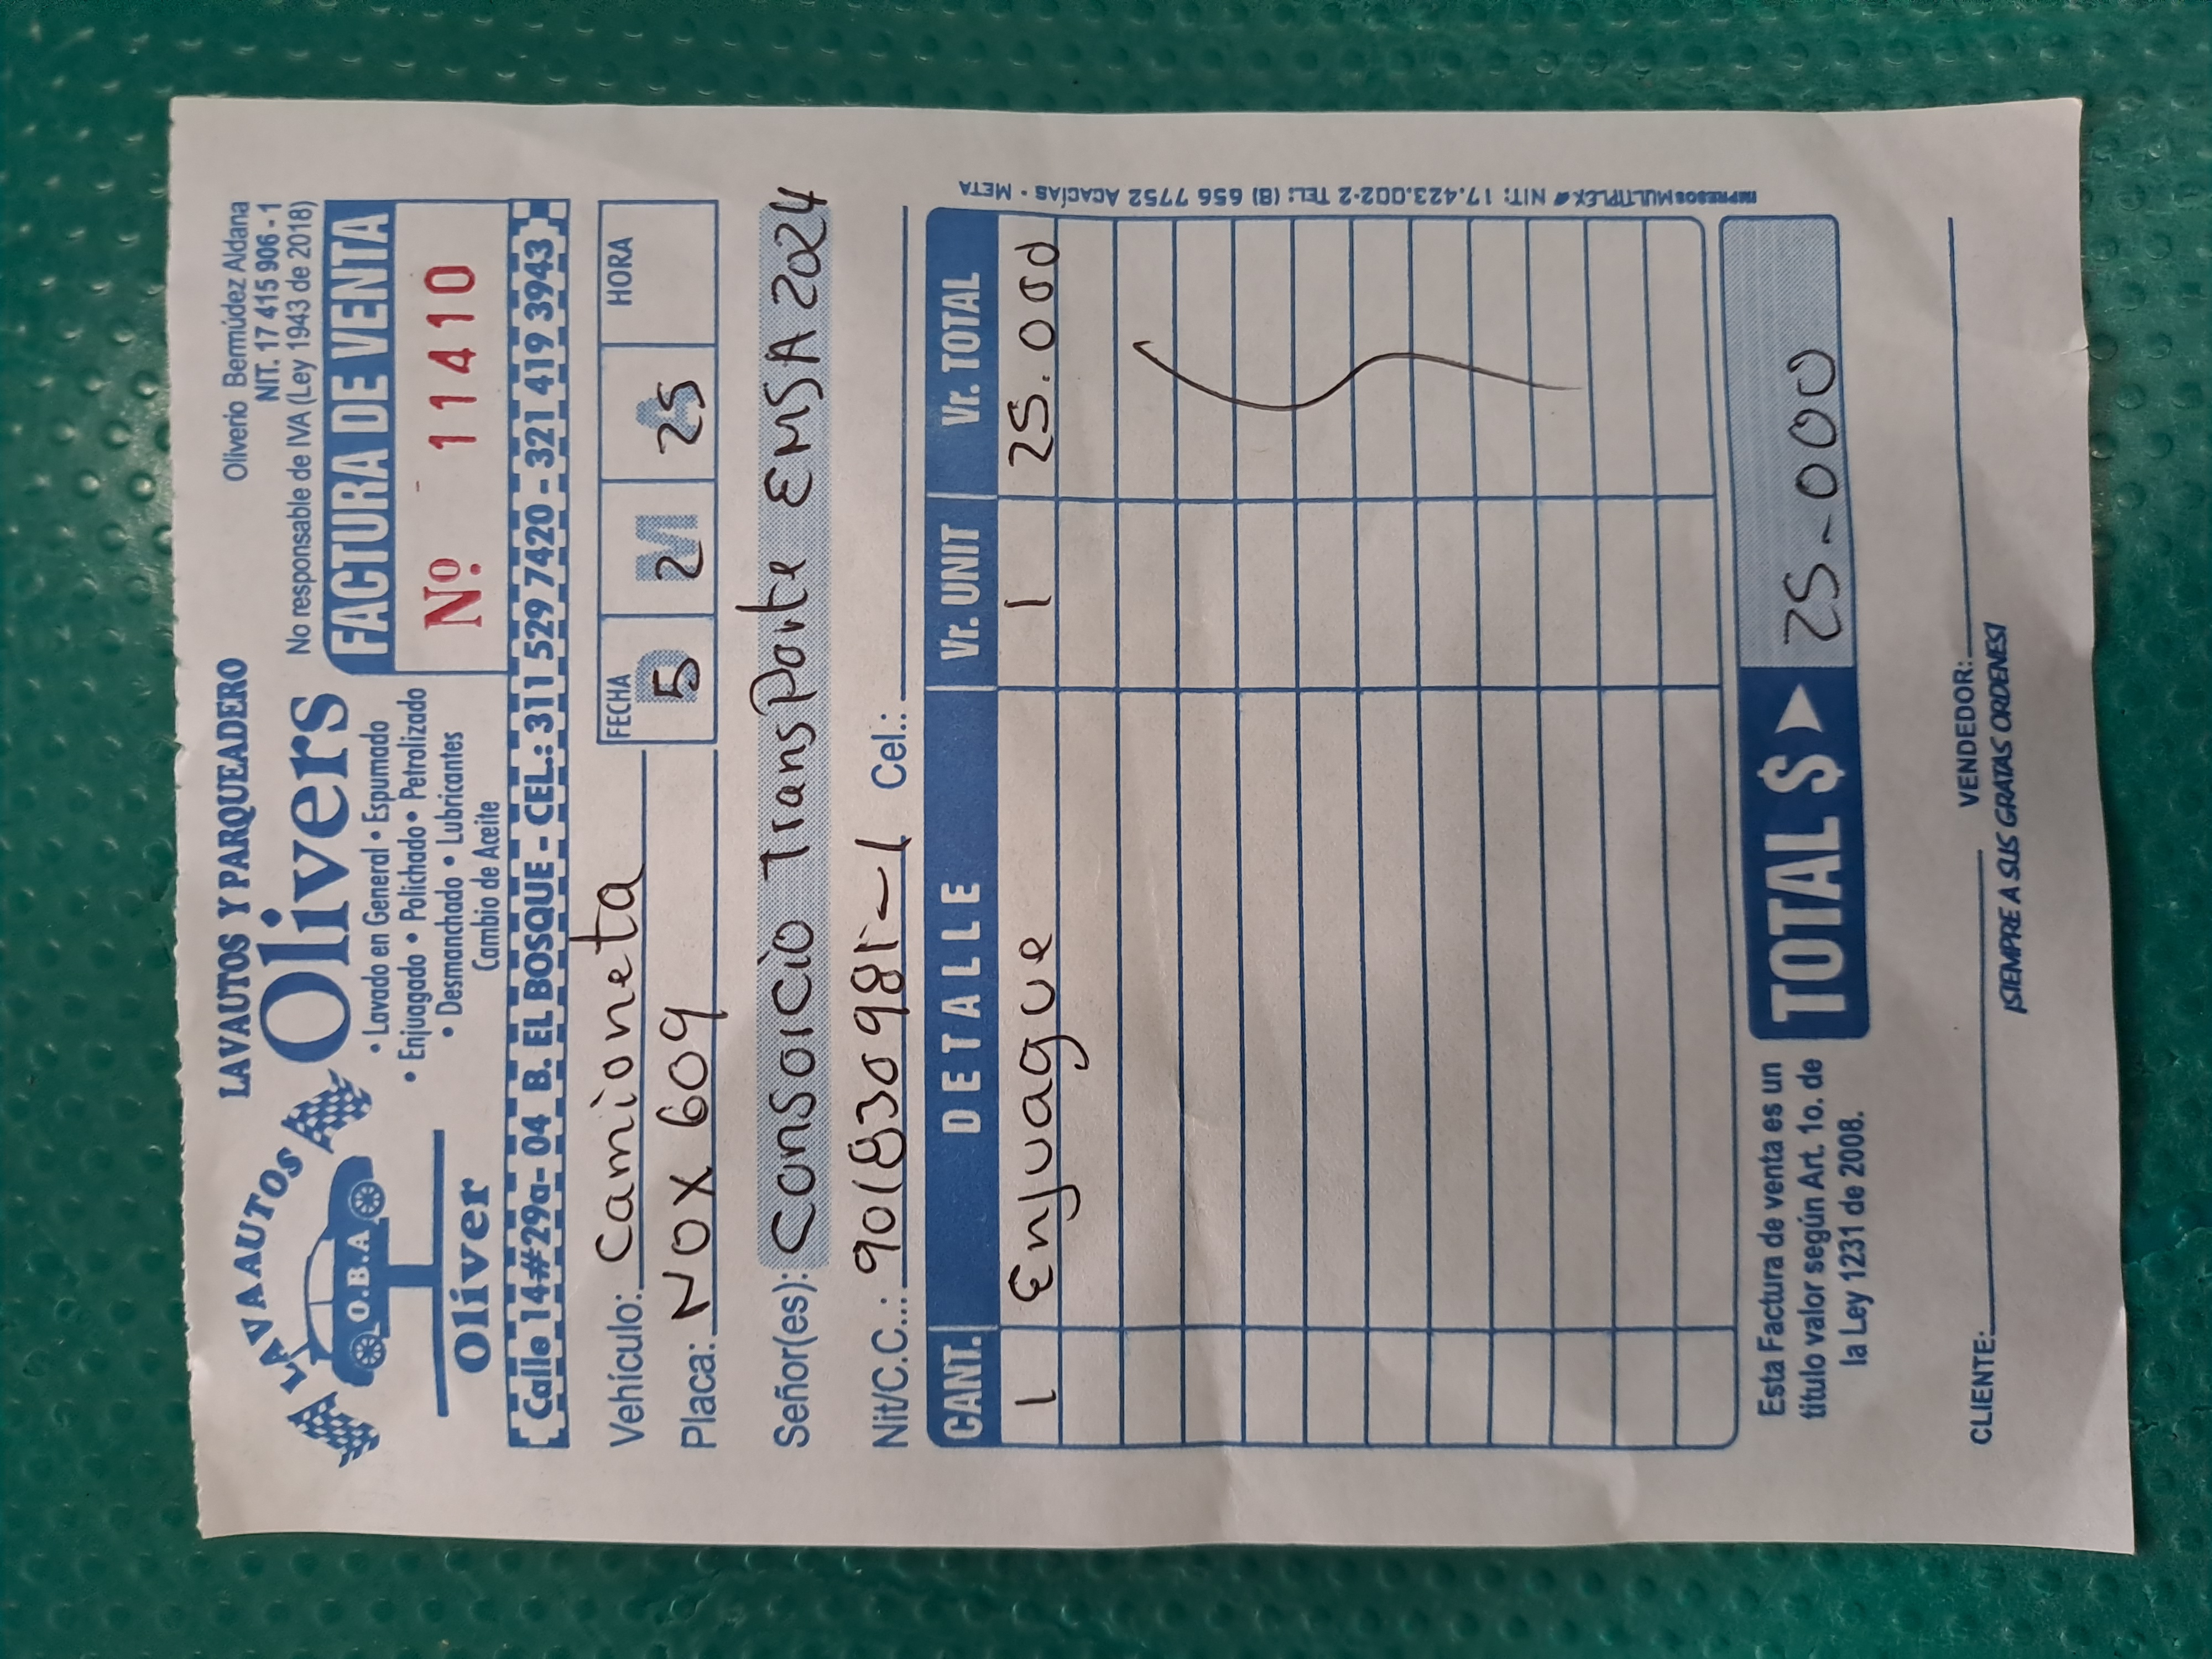 LAVAUTOS Y PARQUEADERO
LAVAAUTOS
O.B.A
Oliver
Olivers
• Lavado en General • Espumado
• Enjuagado • Polichado • Petrolizado
• Desmanchado • Lubricantes
Cambio de Aceite
Oliverio Bermúdez Aldana
NIT. 17 415 906 - 1
No responsable de IVA (Ley 1943 de 2018)
FACTURA DE VENTA
Nº. 11410
Calle 14#29a- 04 B. EL BOSQUE - CEL.: 311 529 7420 - 321 419 3943
Vehículo: Camioneta
Placa: NOX 609
FECHA HORA
D M A
5 2 25
Señor(es): Consoicio Transporte EMSA 2024
Nit/C.C.: 901830981-1 Cel.:
CANT. DETALLE Vr. UNIT Vr. TOTAL
1 Enjuague 1 25.000
Esta Factura de venta es un
título valor según Art. 1o. de
la Ley 1231 de 2008.
TOTAL $ 25-000
CLIENTE: VENDEDOR:
¡SIEMPRE A SUS GRATAS ORDENES!
IMPRESOS MULTIPLEX NIT: 17.423.002-2 TEL: (8) 656 7752 ACACÍAS - META